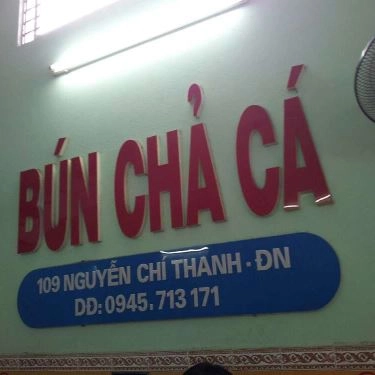 BÚN CHẢ CÁ
109 NGUYỄN CHÍ THANH - ĐN
DĐ: 0945.713 171